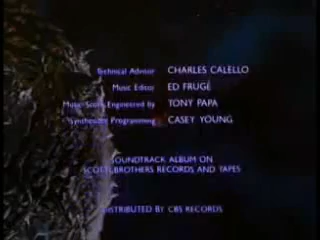 Technical Advisor CHARLES CALELLO
Music Editor ED FRUGÉ
Music Score Engineered by TONY PAPA
Synthesizer Programming CASEY YOUNG
SOUNDTRACK ALBUM ON
SCOTTI BROTHERS RECORDS AND TAPES
DISTRIBUTED BY CBS RECORDS